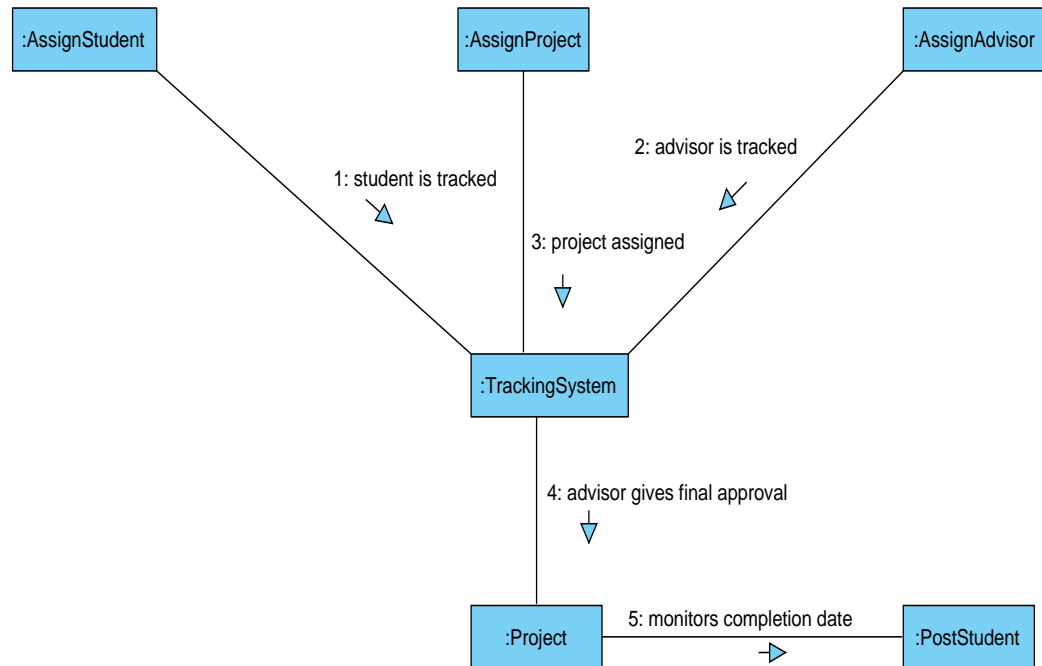 :AssignStudent
:AssignProject
:AssignAdvisor
2: advisor is tracked
1: student is tracked
3: project assigned
:TrackingSystem
4: advisor gives final approval
5: monitors completion date
:Project
:PostStudent